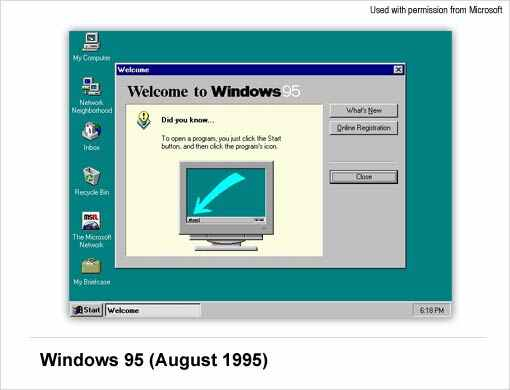 Used with permission from Microsoft
My Computer
Network
Neighborhood
Inbox
Recycle Bin
msn.
The Microsoft
Network
My Briefcase
Welcome
Welcome to Windows95
Did you know...
To open a program, you just click the Start
button, and then click the program's icon.
What's New
Online Registration
Close
Start
Welcome
6:18 PM
Windows 95 (August 1995)